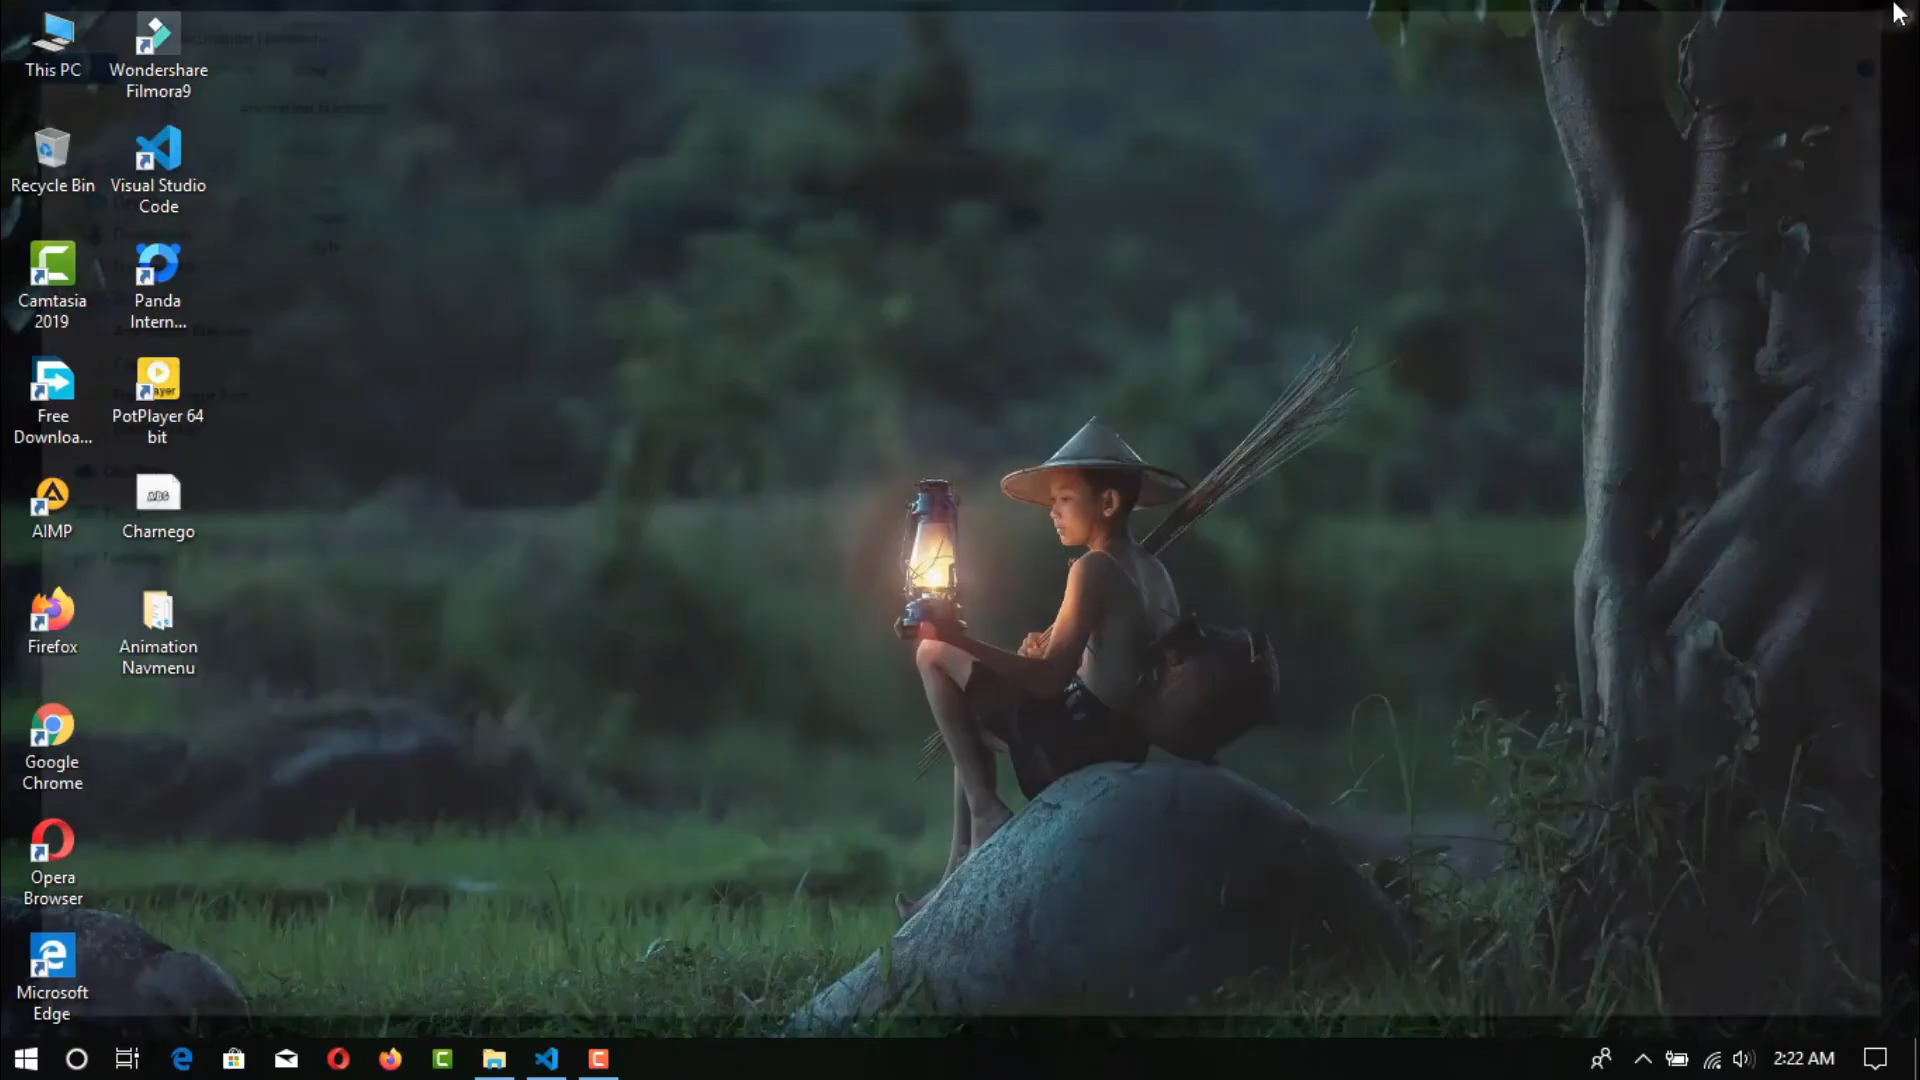 This PC
Wondershare
Filmora9
Recycle Bin
Visual Studio
Code
Camtasia
2019
Panda
Intern...
Free
Downloa...
PotPlayer 64
bit
AIMP
Charnego
Firefox
Animation
Navmenu
Google
Chrome
Opera
Browser
Microsoft
Edge
2:22 AM